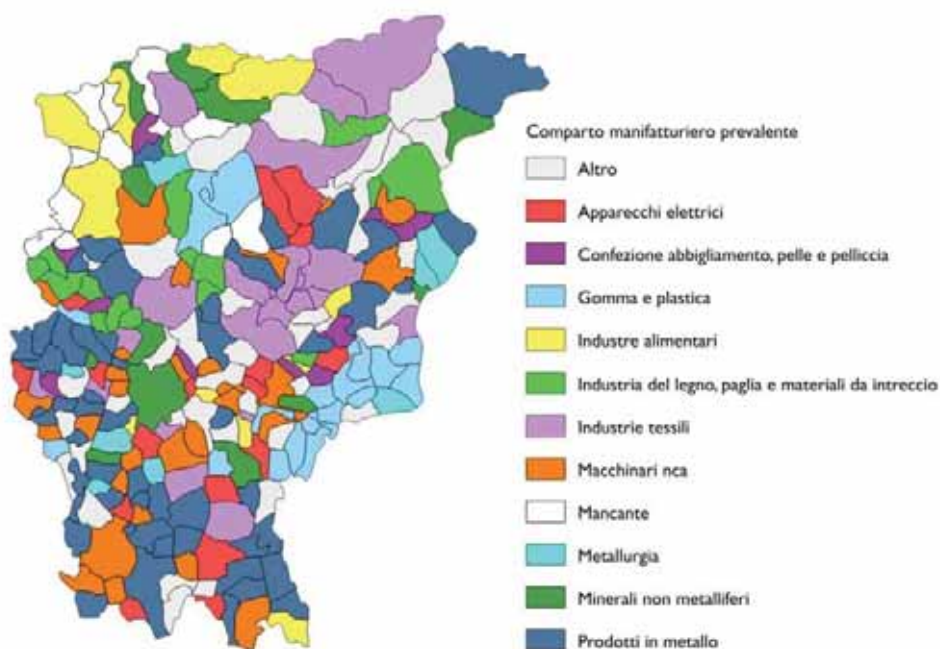 Comparto manifatturiero prevalente
Altro
Apparecchi elettrici
Confezione abbigliamento, pelle e pelliccia
Gomma e plastica
Industre alimentari
Industria del legno, paglia e materiali da intreccio
Industrie tessili
Macchinari nca
Mancante
Metallurgia
Minerali non metalliferi
Prodotti in metallo